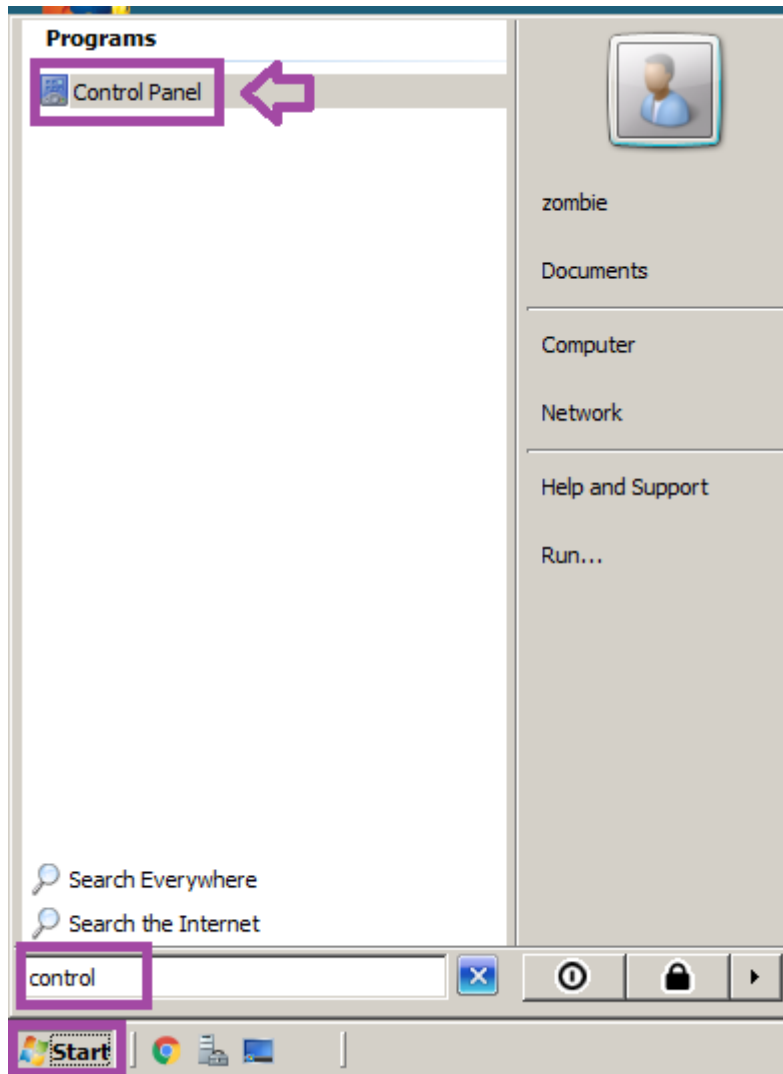 Programs
Control Panel
zombie
Documents
Computer
Network
Help and Support
Run...
Search Everywhere
Search the Internet
control
Start